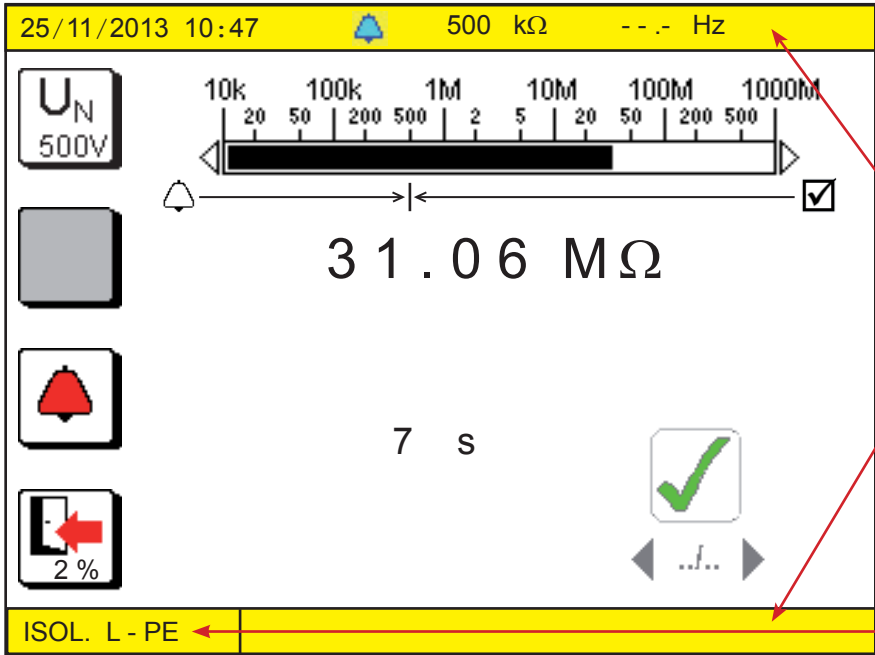 25/11/2013 10:47 500 kΩ - - .- Hz
UN
500V
10k 100k 1M 10M 100M 1000M
20 50 200 500 2 5 20 50 200 500
31.06 MΩ
7 s
../..
2 %
ISOL. L - PE